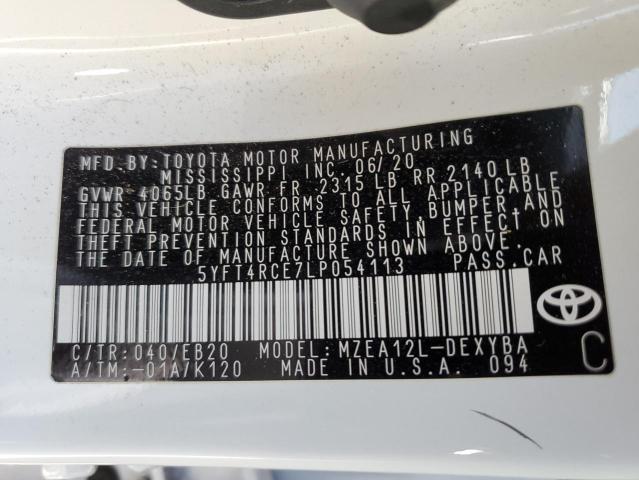 MFD BY: TOYOTA MOTOR MANUFACTURING
MISSISSIPPI INC. 06/20
GVWR 4065LB GAWR FR 2315 LB RR 2140 LB
THIS VEHICLE CONFORMS TO ALL APPLICABLE
FEDERAL MOTOR VEHICLE SAFETY, BUMPER, AND
THEFT PREVENTION STANDARDS IN EFFECT ON
THE DATE OF MANUFACTURE SHOWN ABOVE.
5YFT4RCE7LP054113 PASS.CAR
C/TR: 040/EB20 MODEL: MZEA12L-DEXYBA
A/TM:-01A/K120 MADE IN U.S.A. 094
C